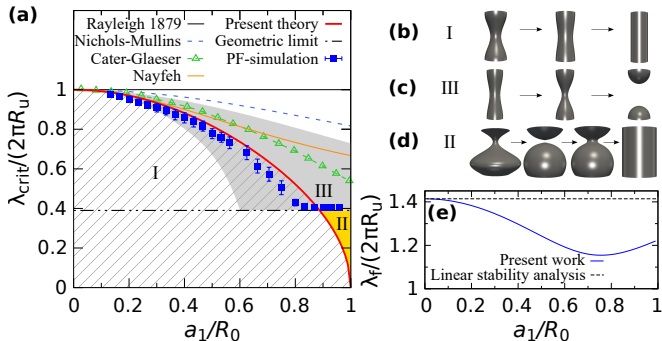 (a)
Rayleigh 1879
Nichols-Mullins
Cater-Glaeser
Nayfeh
Present theory
Geometric limit
PF-simulation
λcrit/(2πRu)
1
0.8
0.6
0.4
0.2
0
I
III
II
0 0.2 0.4 0.6 0.8 1
a1/R0
(b) I
(c) III
(d) II
(e)
λf/(2πRu)
1.4
1.2
1
Present work
Linear stability analysis
0 0.2 0.4 0.6 0.8 1
a1/R0